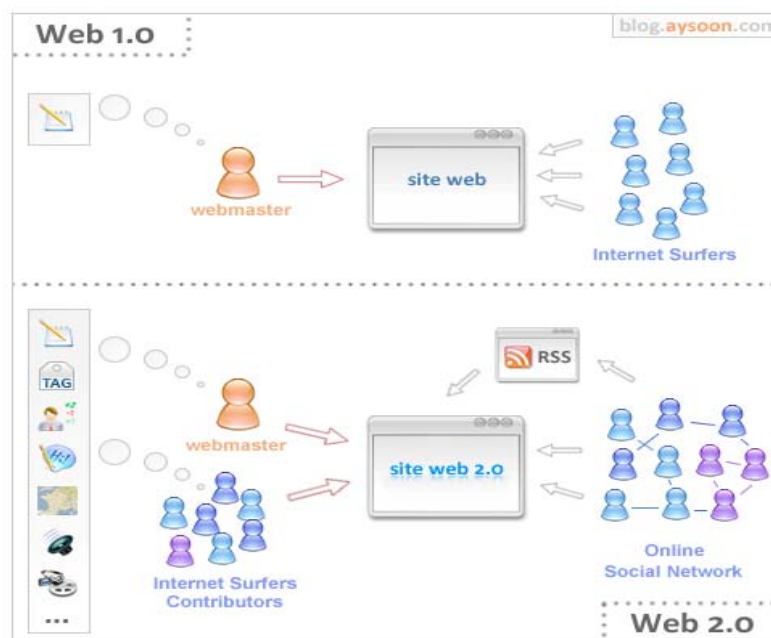 Web 1.0
blog.aysoon.com
site web
webmaster
Internet Surfers
RSS
TAG
Hi!
webmaster
site web 2.0
Internet Surfers
Contributors
Online
Social Network
...
Web 2.0